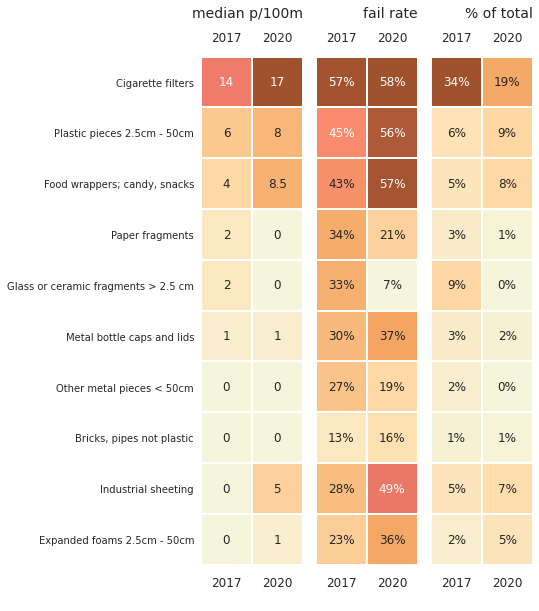 median p/100m fail rate % of total
2017 2020 2017 2020 2017 2020
Cigarette filters 14 17 57% 58% 34% 19%
Plastic pieces 2.5cm - 50cm 6 8 45% 56% 6% 9%
Food wrappers; candy, snacks 4 8.5 43% 57% 5% 8%
Paper fragments 2 0 34% 21% 3% 1%
Glass or ceramic fragments > 2.5 cm 2 0 33% 7% 9% 0%
Metal bottle caps and lids 1 1 30% 37% 3% 2%
Other metal pieces < 50cm 0 0 27% 19% 2% 0%
Bricks, pipes not plastic 0 0 13% 16% 1% 1%
Industrial sheeting 0 5 28% 49% 5% 7%
Expanded foams 2.5cm - 50cm 0 1 23% 36% 2% 5%
2017 2020 2017 2020 2017 2020